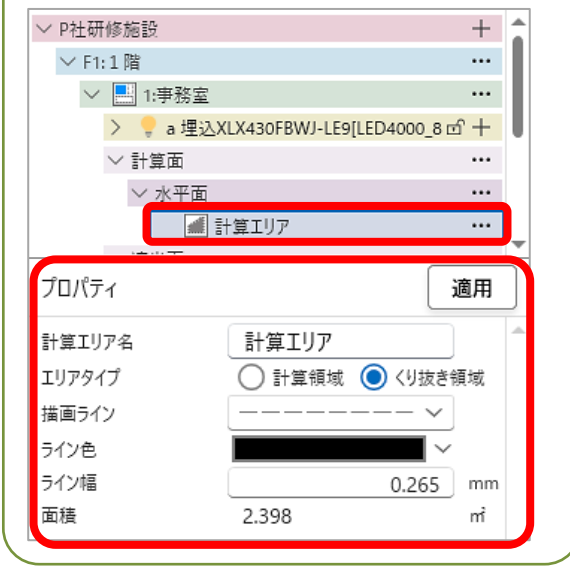 P社研修施設
F1:1 階
1:事務室
a 埋込XLX430FBWJ-LE9[LED4000_8
計算面
水平面
計算エリア
プロパティ 適用
計算エリア名 計算エリア
エリアタイプ 計算領域 くり抜き領域
描画ライン
ライン色
ライン幅 0.265 mm
面積 2.398 ㎡